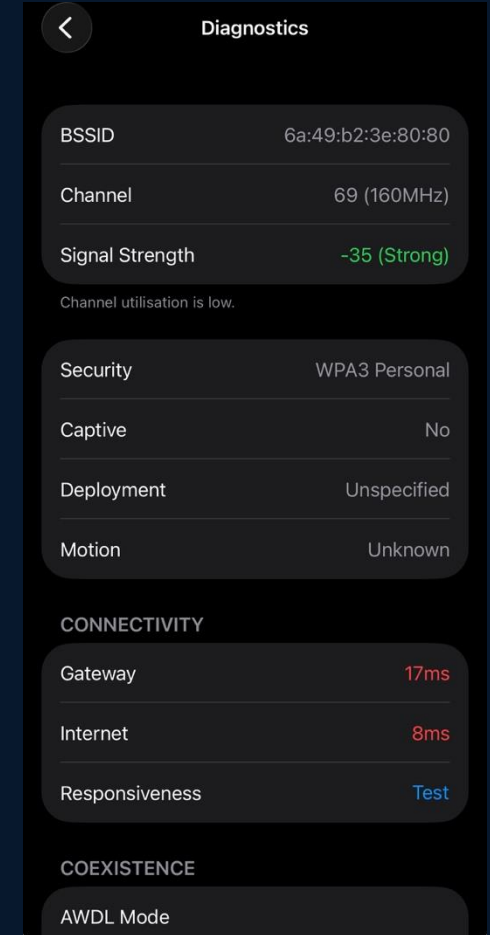 Diagnostics
BSSID 6a:49:b2:3e:80:80
Channel 69 (160MHz)
Signal Strength -35 (Strong)
Channel utilisation is low.
Security WPA3 Personal
Captive No
Deployment Unspecified
Motion Unknown
CONNECTIVITY
Gateway 17ms
Internet 8ms
Responsiveness Test
COEXISTENCE
AWDL Mode